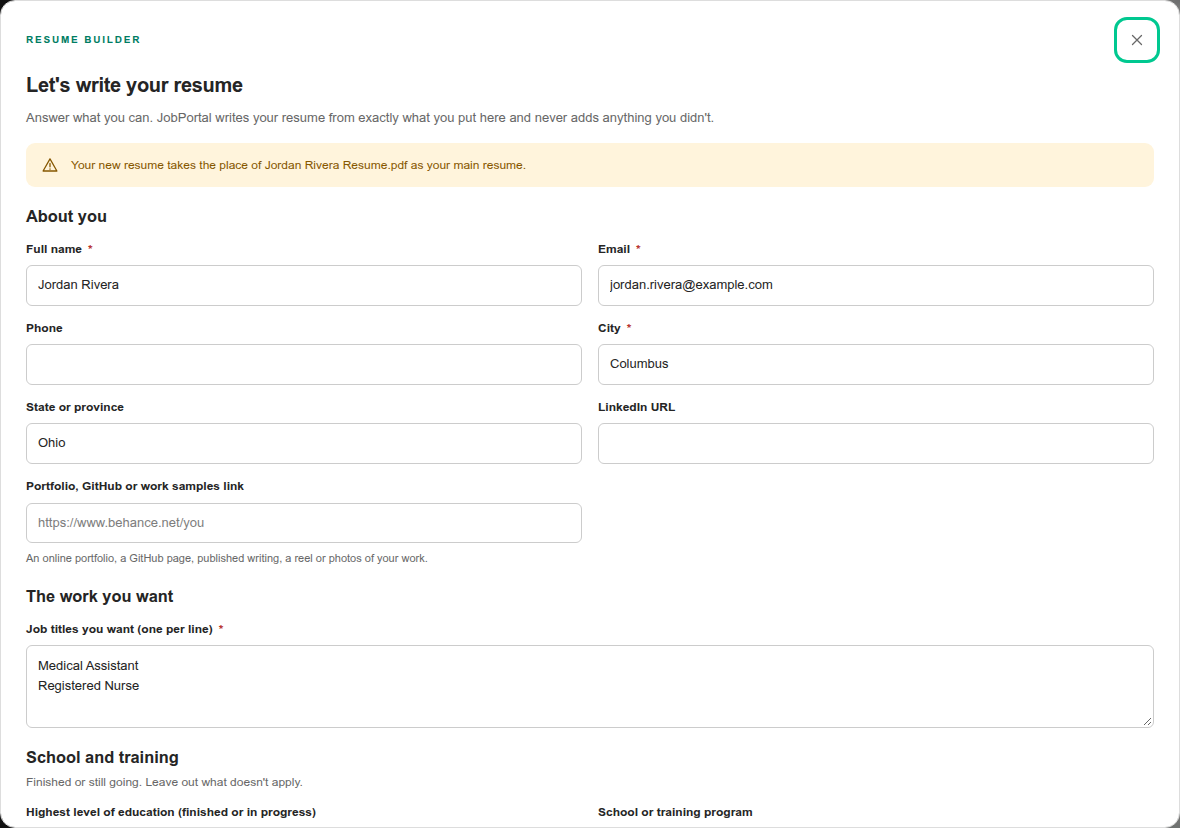 RESUME BUILDER
Let's write your resume
Answer what you can. JobPortal writes your resume from exactly what you put here and never adds anything you didn't.
Your new resume takes the place of Jordan Rivera Resume.pdf as your main resume.
About you
Full name *
Email *
Jordan Rivera
jordan.rivera@example.com
Phone
City *
Columbus
State or province
LinkedIn URL
Ohio
Portfolio, GitHub or work samples link
https://www.behance.net/you
An online portfolio, a GitHub page, published writing, a reel or photos of your work.
The work you want
Job titles you want (one per line) *
Medical Assistant
Registered Nurse
School and training
Finished or still going. Leave out what doesn't apply.
Highest level of education (finished or in progress)
School or training program